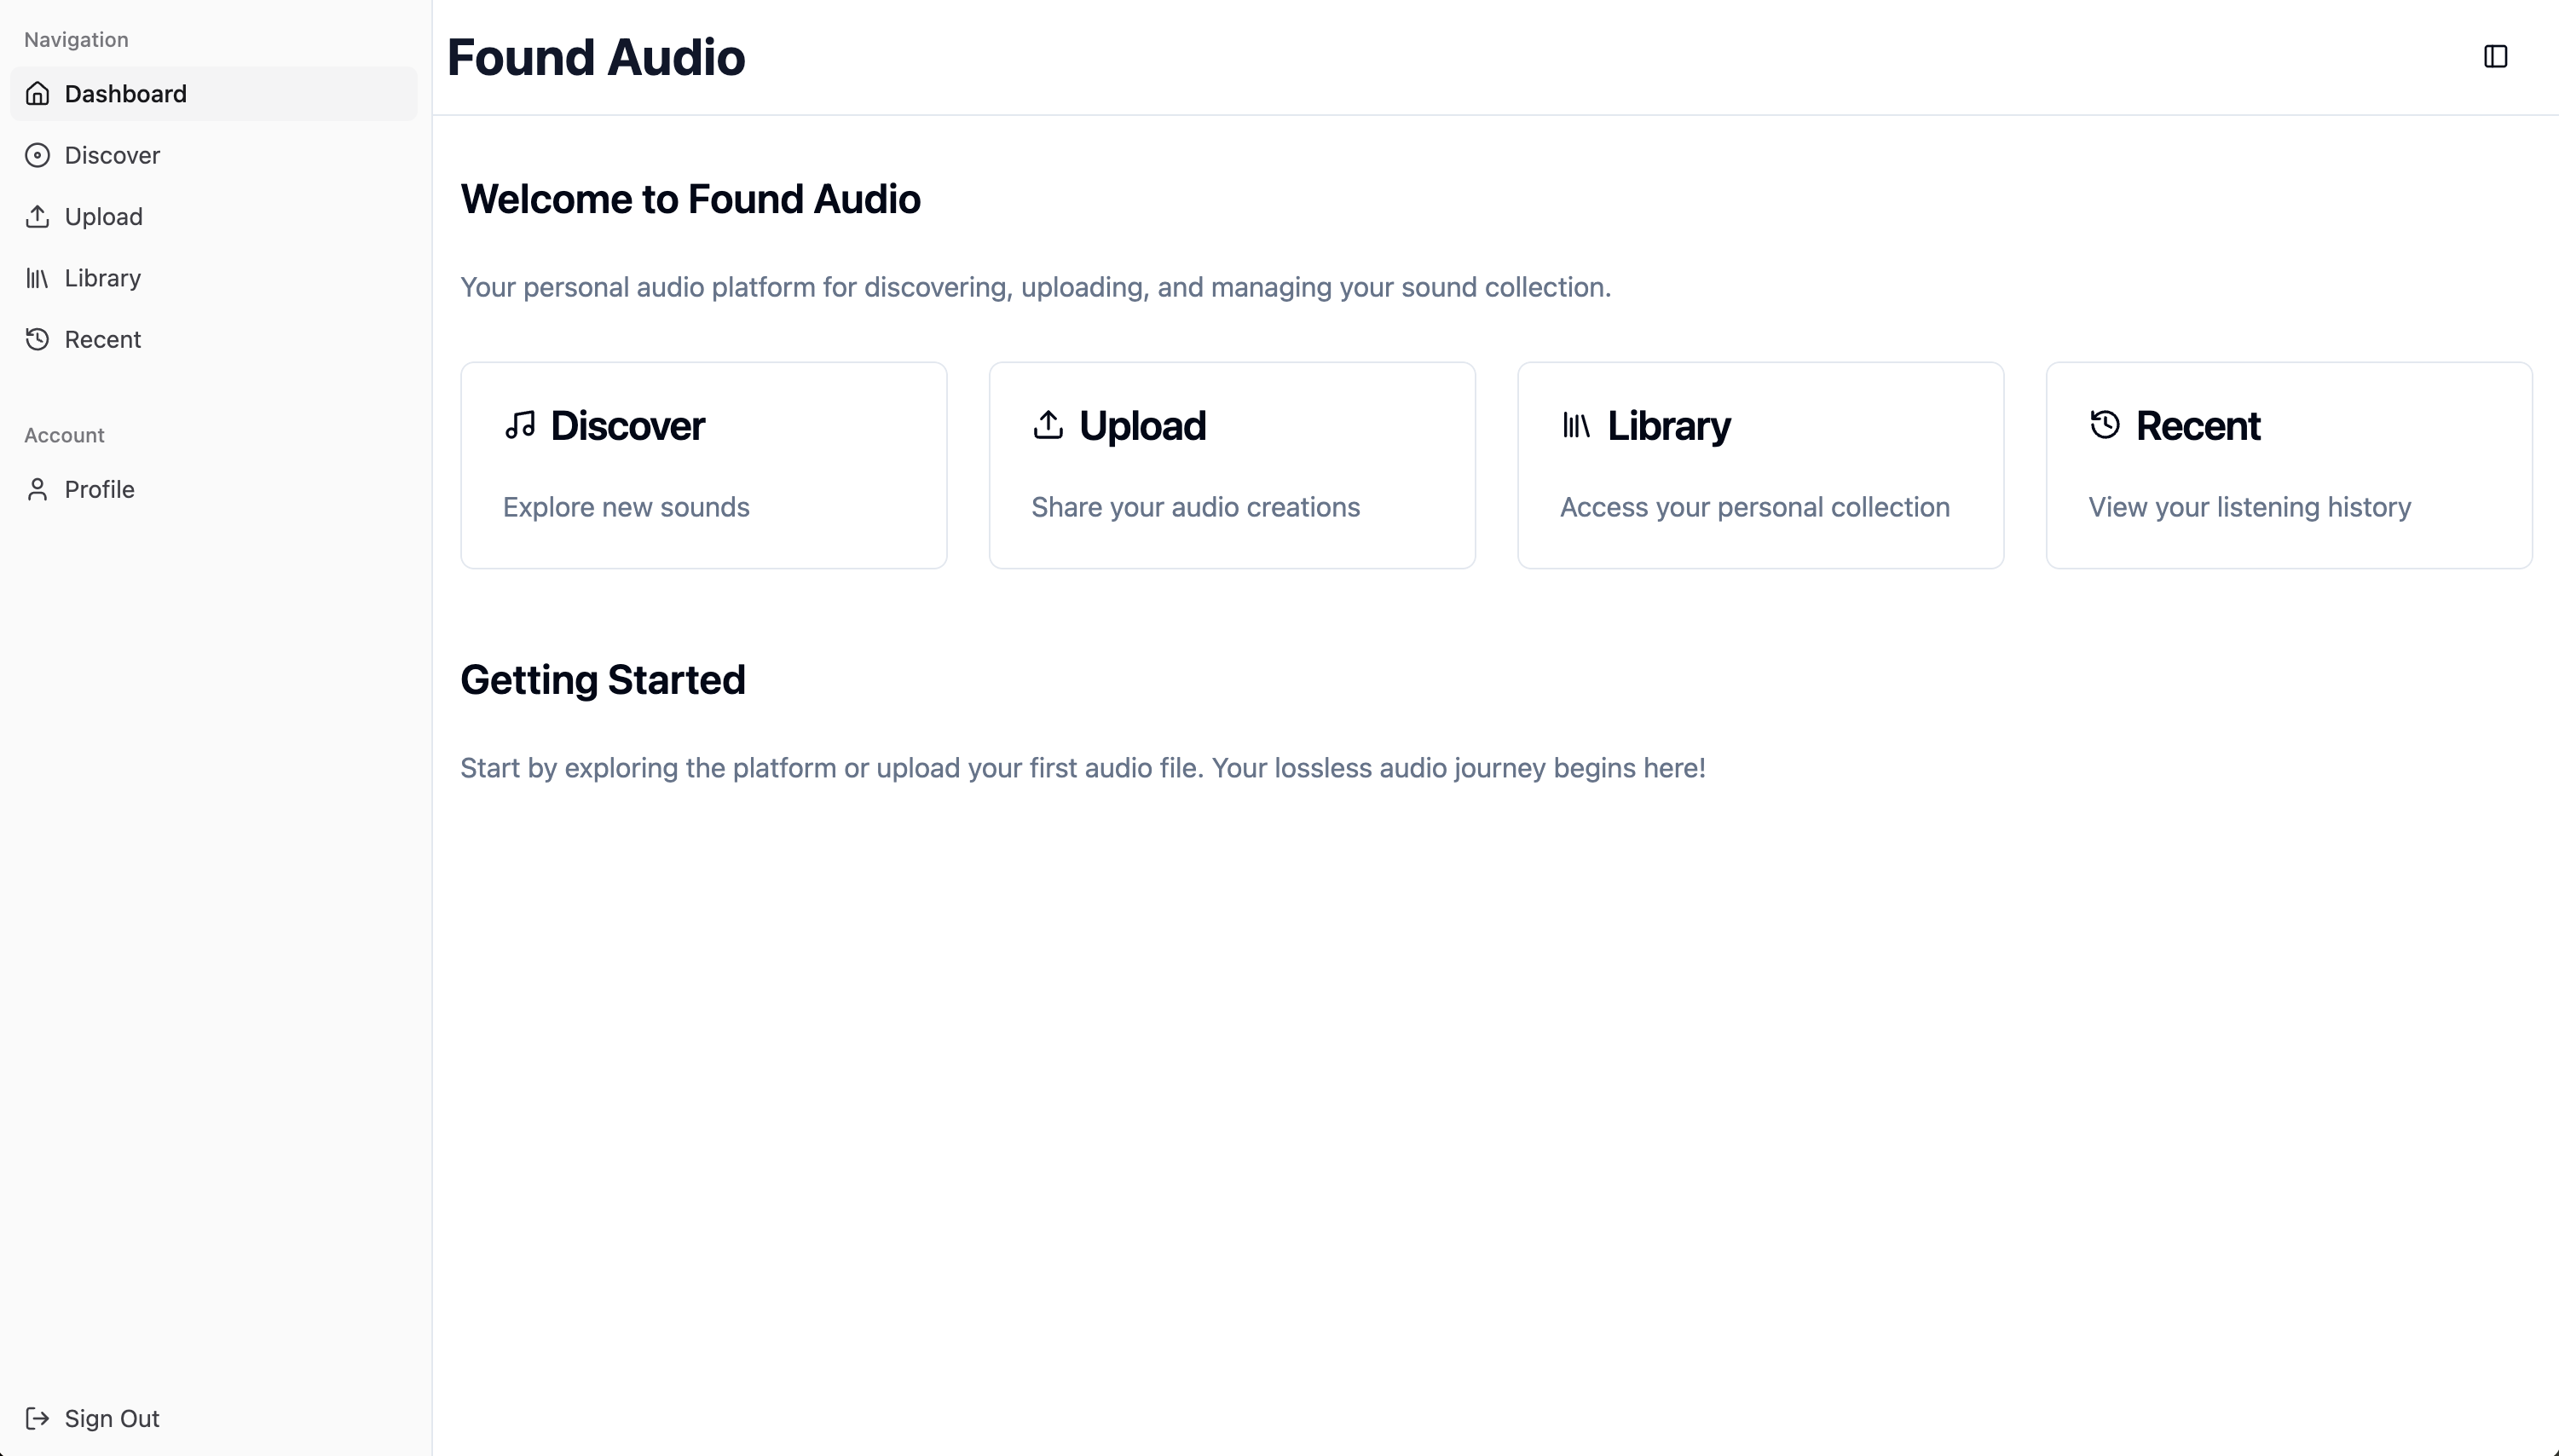 Navigation
Dashboard
Discover
Upload
Library
Recent
Account
Profile
Sign Out
Found Audio
Welcome to Found Audio
Your personal audio platform for discovering, uploading, and managing your sound collection.
Discover
Explore new sounds
Upload
Share your audio creations
Library
Access your personal collection
Recent
View your listening history
Getting Started
Start by exploring the platform or upload your first audio file. Your lossless audio journey begins here!